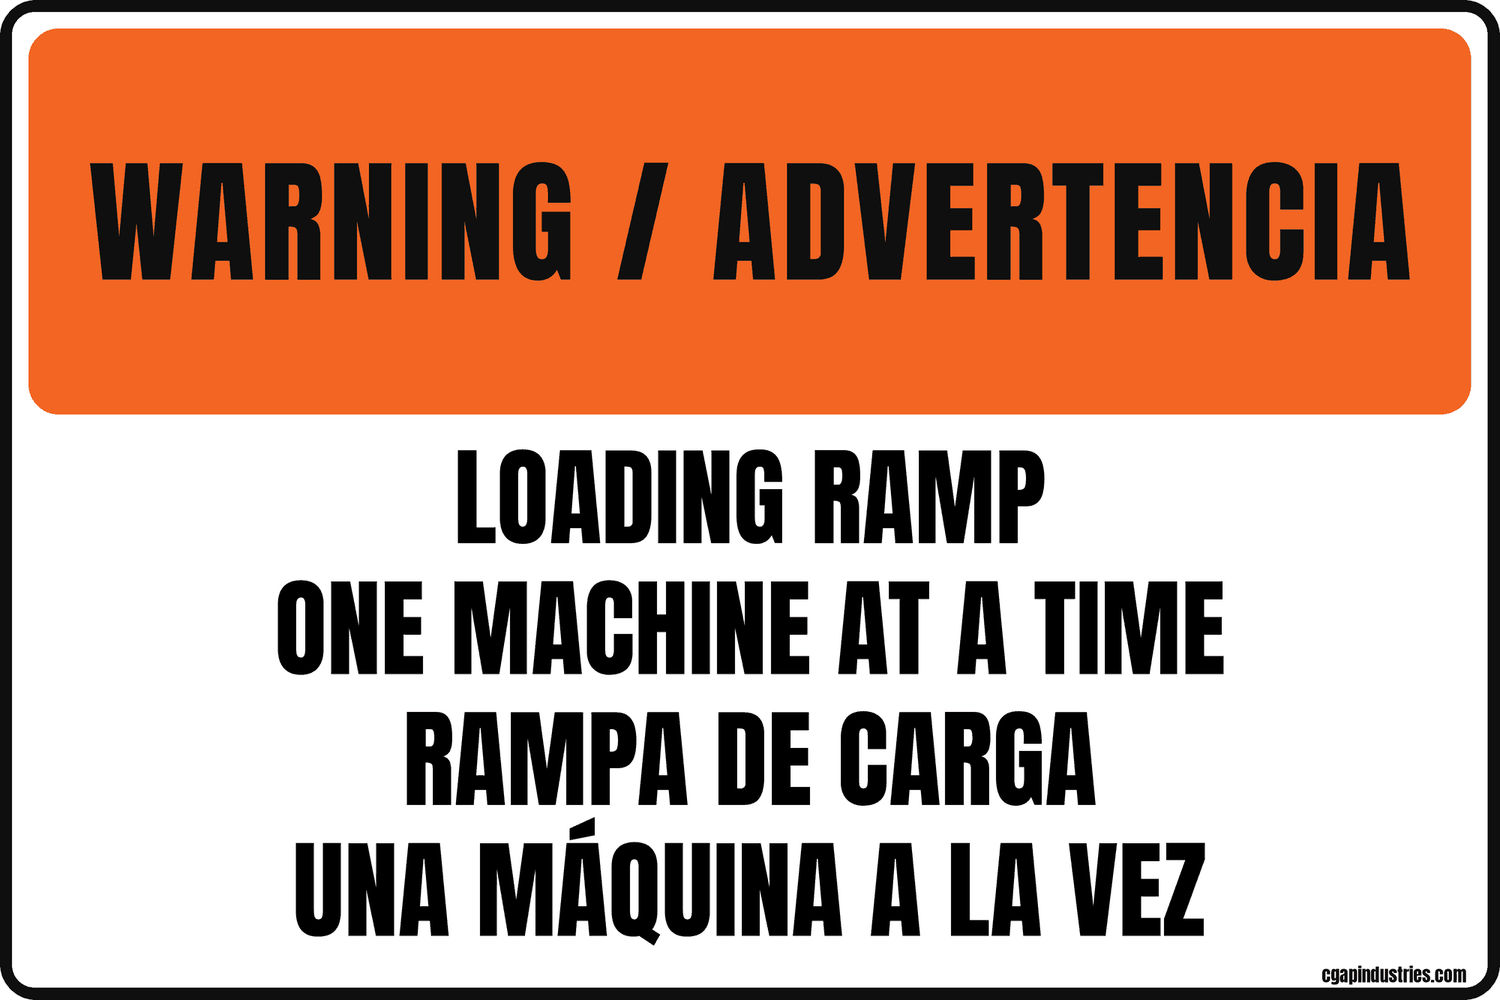 WARNING / ADVERTENCIA
LOADING RAMP
ONE MACHINE AT A TIME
RAMPA DE CARGA
UNA MÁQUINA A LA VEZ
cgapindustries.com